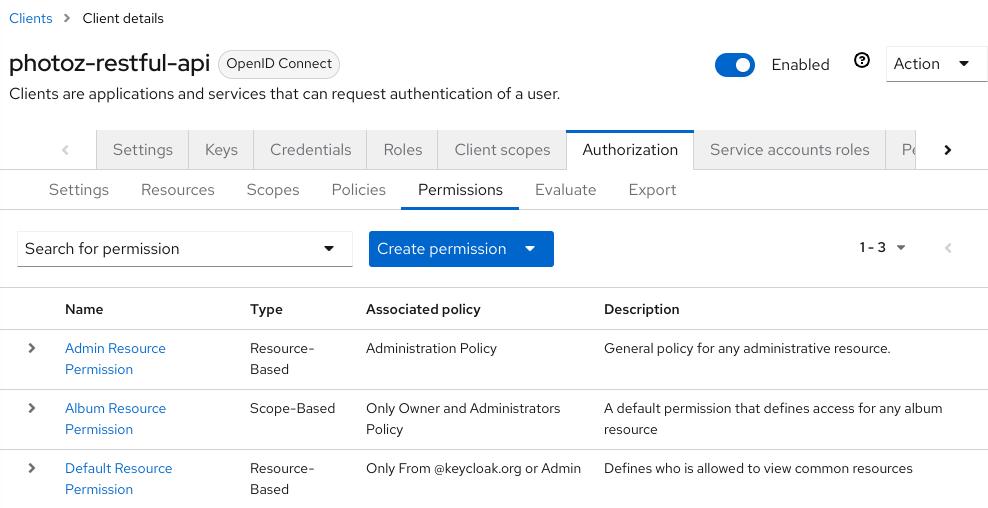 Clients > Client details
photoz-restful-api OpenID Connect Enabled Action
Clients are applications and services that can request authentication of a user.
Settings Keys Credentials Roles Client scopes Authorization Service accounts roles
Settings Resources Scopes Policies Permissions Evaluate Export
Search for permission Create permission 1 - 3
Name Type Associated policy Description
Admin Resource Resource- Administration Policy General policy for any administrative resource.
Permission Based
Album Resource Scope-Based Only Owner and Administrators A default permission that defines access for any album
Permission Policy resource
Default Resource Resource- Only From @keycloak.org or Admin Defines who is allowed to view common resources
Permission Based